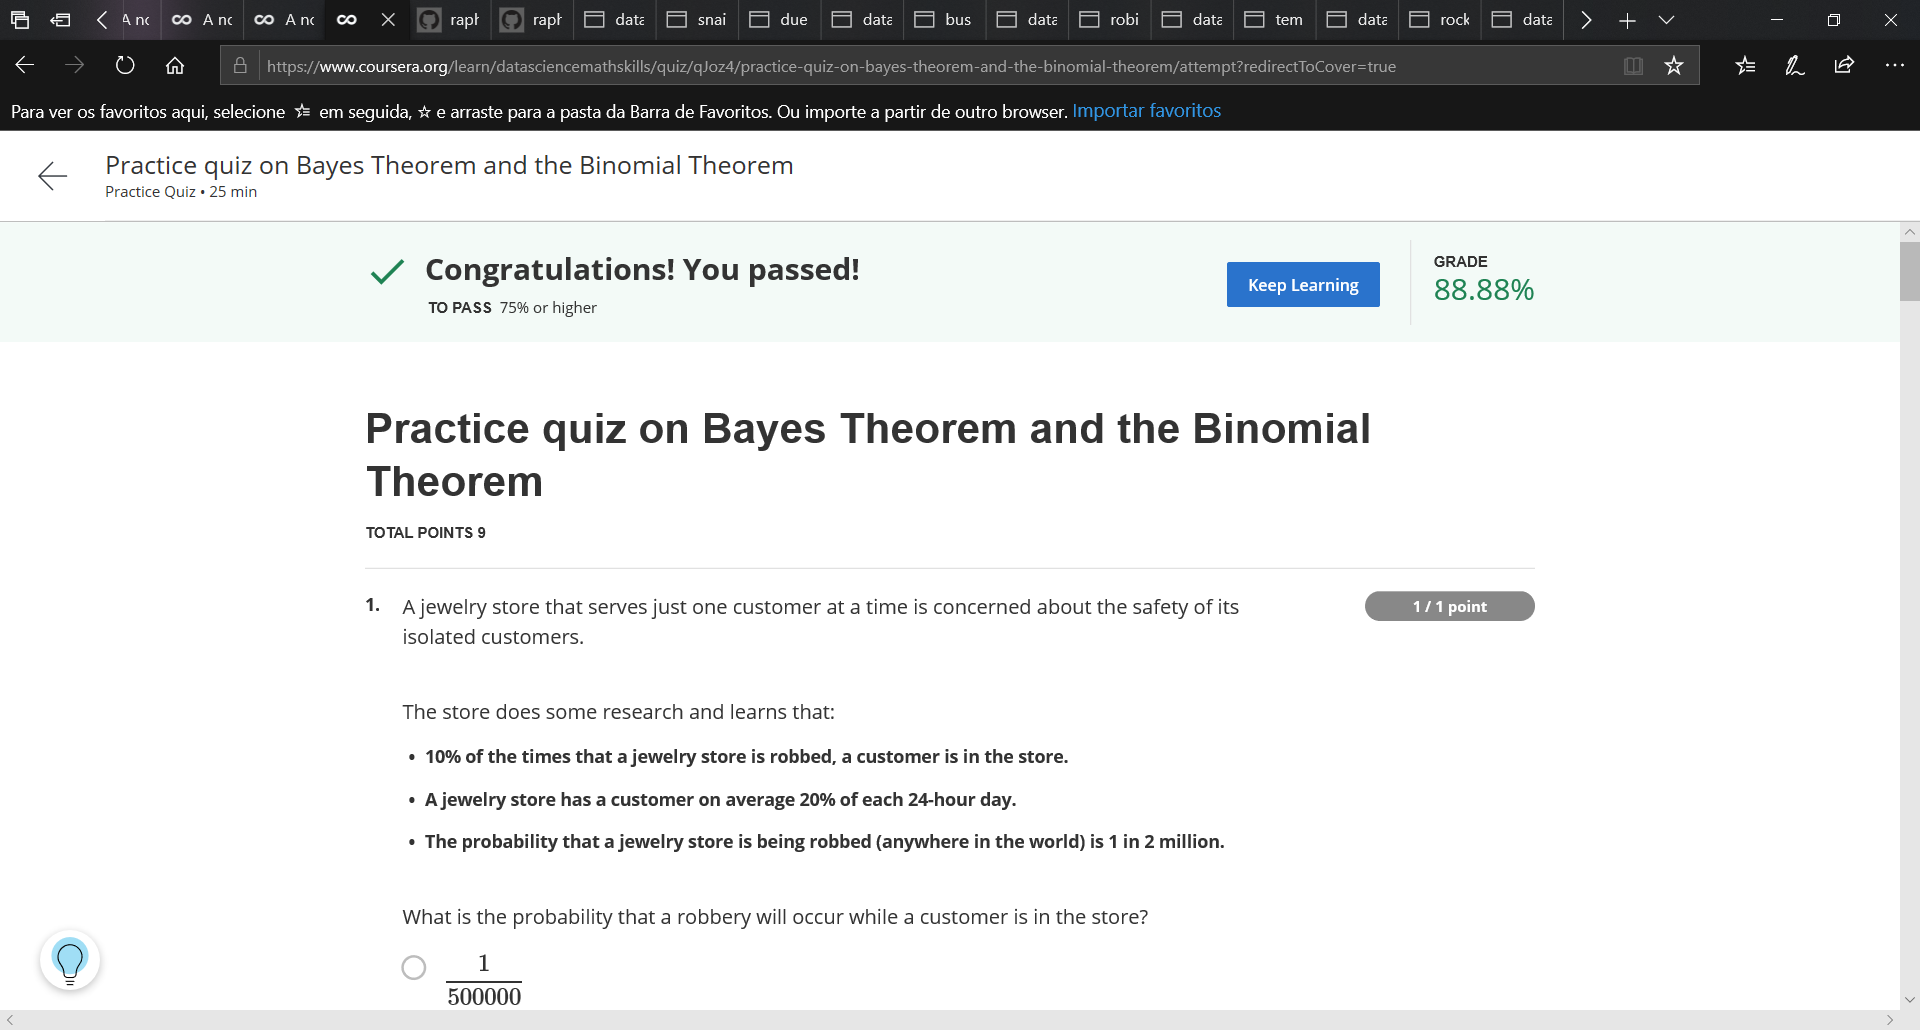 A nc
A nc
A nc
raph
raph
data
snai
due
data
bus
data
robi
data
tem
data
rock
data
https://www.coursera.org/learn/datasciencemathskills/quiz/qJoz4/practice-quiz-on-bayes-theorem-and-the-binomial-theorem/attempt?redirectToCover=true
Para ver os favoritos aqui, selecione em seguida, e arraste para a pasta da Barra de Favoritos. Ou importe a partir de outro browser. Importar favoritos
Practice quiz on Bayes Theorem and the Binomial Theorem
Practice Quiz • 25 min
Congratulations! You passed!
TO PASS 75% or higher
Keep Learning
GRADE
88.88%
Practice quiz on Bayes Theorem and the Binomial
Theorem
TOTAL POINTS 9
1. A jewelry store that serves just one customer at a time is concerned about the safety of its
isolated customers.
1 / 1 point
The store does some research and learns that:
• 10% of the times that a jewelry store is robbed, a customer is in the store.
• A jewelry store has a customer on average 20% of each 24-hour day.
• The probability that a jewelry store is being robbed (anywhere in the world) is 1 in 2 million.
What is the probability that a robbery will occur while a customer is in the store?
1
500000